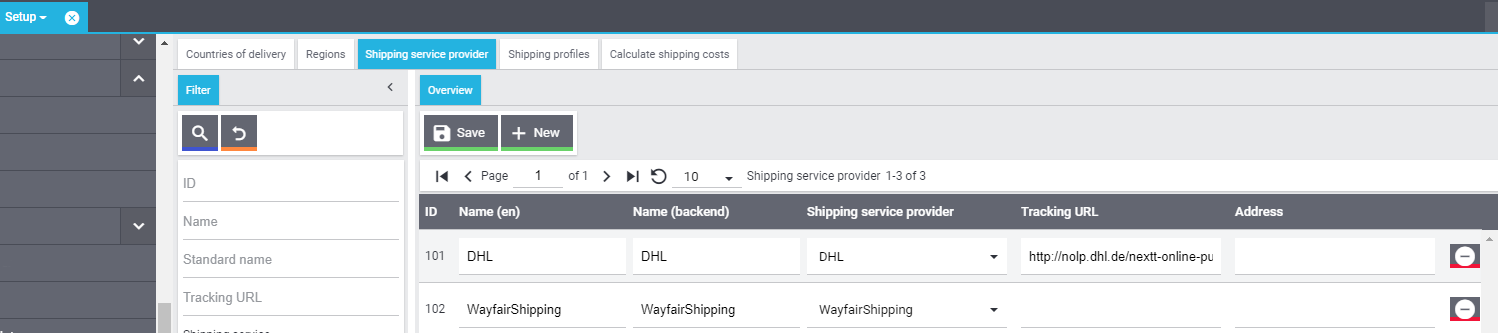 Setup
Countries of delivery
Regions
Shipping service provider
Shipping profiles
Calculate shipping costs
Filter
Overview
Save
New
Page 1 of 1
10
Shipping service provider 1-3 of 3
ID
Name
Standard name
Tracking URL
ID Name (en) Name (backend) Shipping service provider Tracking URL Address
101 DHL DHL DHL http://nolp.dhl.de/nextt-online-pu
102 WayfairShipping WayfairShipping WayfairShipping